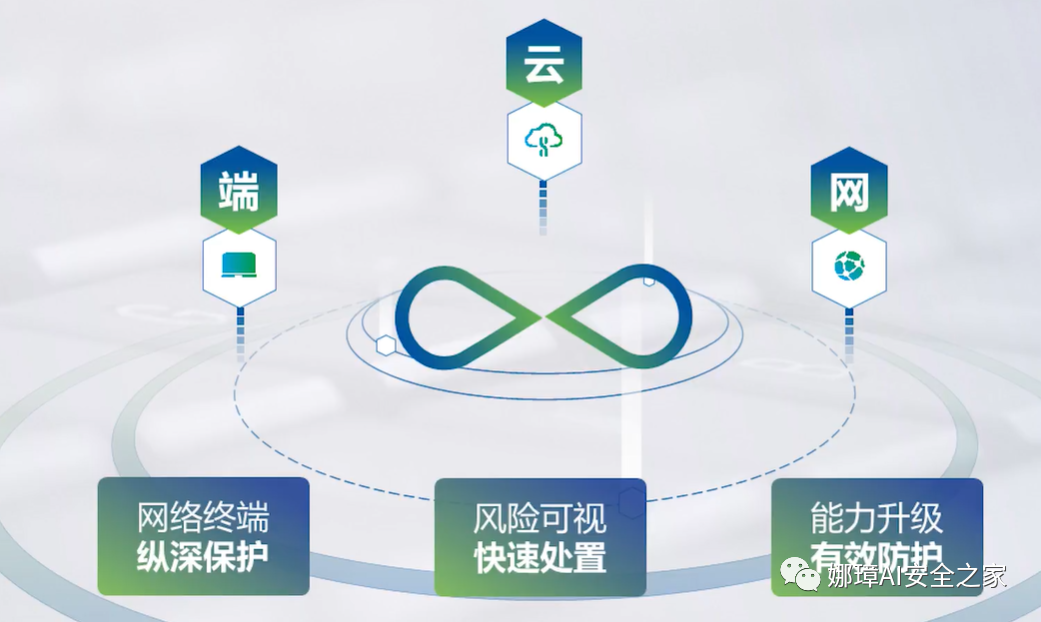 云
端
网
网络终端
纵深保护
风险可视
快速处置
能力升级
有效防护
娜璋AI安全之家